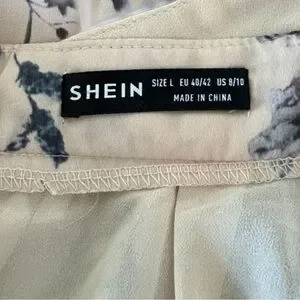 SHEIN
SIZE L EU 40/42 US 8/10
MADE IN CHINA